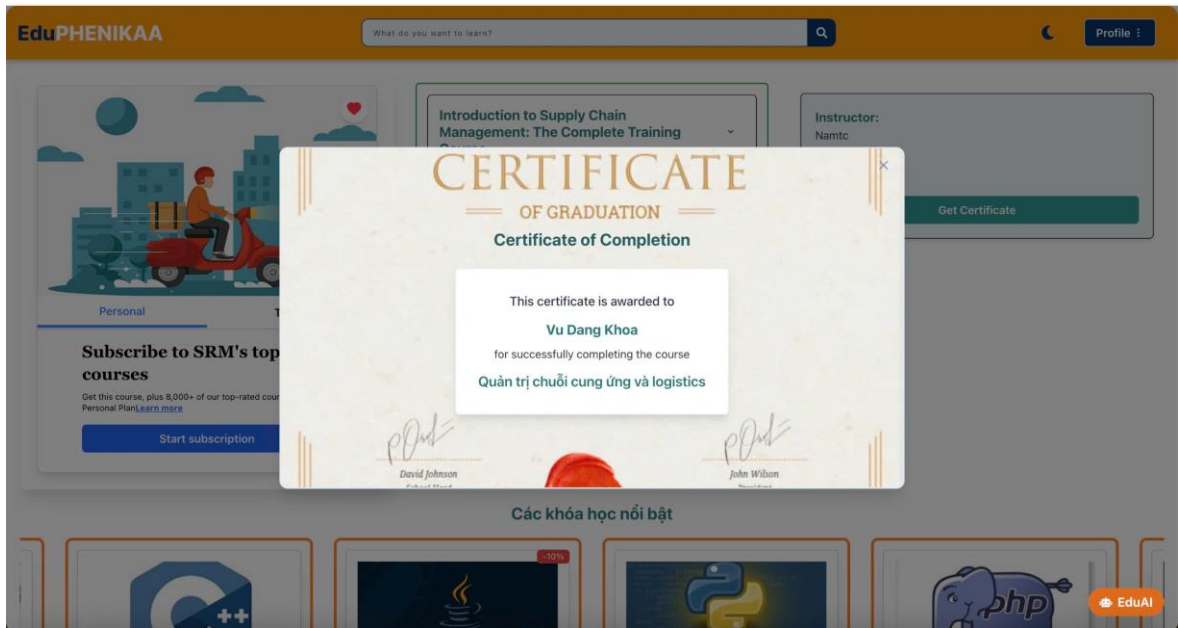 EduPHENIKAA
What do you want to learn?
Profile
Introduction to Supply Chain
Management: The Complete Training
Course
Instructor:
Namtc
Get Certificate
CERTIFICATE
OF GRADUATION
Certificate of Completion
This certificate is awarded to
Vu Dang Khoa
for successfully completing the course
Quản trị chuỗi cung ứng và logistics
David Johnson
School Head
John Wilson
President
Personal
T
Subscribe to SRM's top
courses
Get this course, plus 8,000+ of our top-rated cour
Personal PlanLearn more
Start subscription
Các khóa học nổi bật
++
-10%
php
EduAI